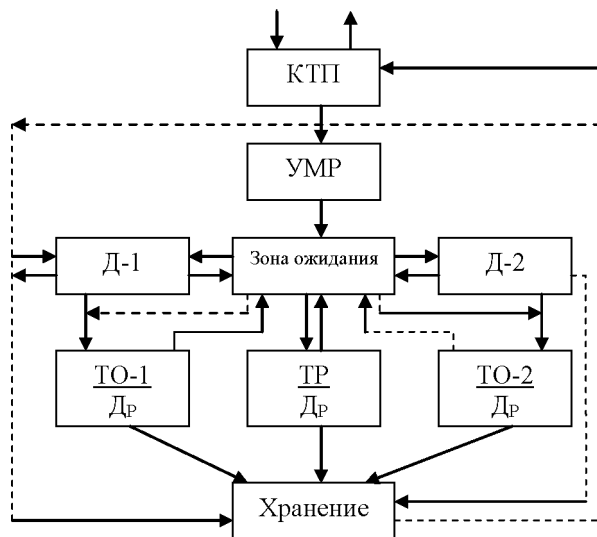 КТП
УМР
Д-1
Зона ожидания
Д-2
ТО-1
Др
ТР
Др
ТО-2
Др
Хранение